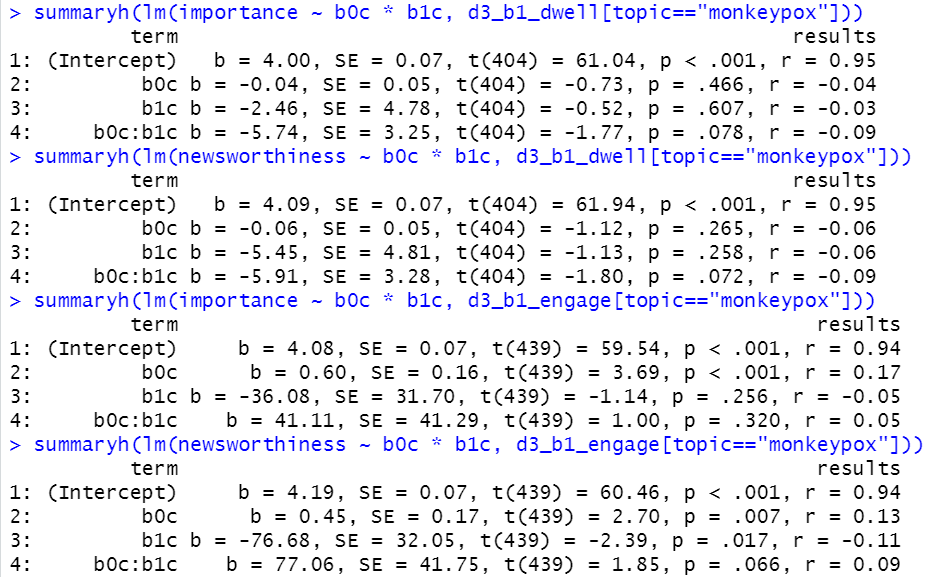 > summaryh(lm(importance ~ b0c * b1c, d3_b1_dwell[topic=="monkeypox"]))
term results
1: (Intercept) b = 4.00, SE = 0.07, t(404) = 61.04, p < .001, r = 0.95
2: b0c b = -0.04, SE = 0.05, t(404) = -0.73, p = .466, r = -0.04
3: b1c b = -2.46, SE = 4.78, t(404) = -0.52, p = .607, r = -0.03
4: b0c:b1c b = -5.74, SE = 3.25, t(404) = -1.77, p = .078, r = -0.09
> summaryh(lm(newsworthiness ~ b0c * b1c, d3_b1_dwell[topic=="monkeypox"]))
term results
1: (Intercept) b = 4.09, SE = 0.07, t(404) = 61.94, p < .001, r = 0.95
2: b0c b = -0.06, SE = 0.05, t(404) = -1.12, p = .265, r = -0.06
3: b1c b = -5.45, SE = 4.81, t(404) = -1.13, p = .258, r = -0.06
4: b0c:b1c b = -5.91, SE = 3.28, t(404) = -1.80, p = .072, r = -0.09
> summaryh(lm(importance ~ b0c * b1c, d3_b1_engage[topic=="monkeypox"]))
term results
1: (Intercept) b = 4.08, SE = 0.07, t(439) = 59.54, p < .001, r = 0.94
2: b0c b = 0.60, SE = 0.16, t(439) = 3.69, p < .001, r = 0.17
3: b1c b = -36.08, SE = 31.70, t(439) = -1.14, p = .256, r = -0.05
4: b0c:b1c b = 41.11, SE = 41.29, t(439) = 1.00, p = .320, r = 0.05
> summaryh(lm(newsworthiness ~ b0c * b1c, d3_b1_engage[topic=="monkeypox"]))
term results
1: (Intercept) b = 4.19, SE = 0.07, t(439) = 60.46, p < .001, r = 0.94
2: b0c b = 0.45, SE = 0.17, t(439) = 2.70, p = .007, r = 0.13
3: b1c b = -76.68, SE = 32.05, t(439) = -2.39, p = .017, r = -0.11
4: b0c:b1c b = 77.06, SE = 41.75, t(439) = 1.85, p = .066, r = 0.09